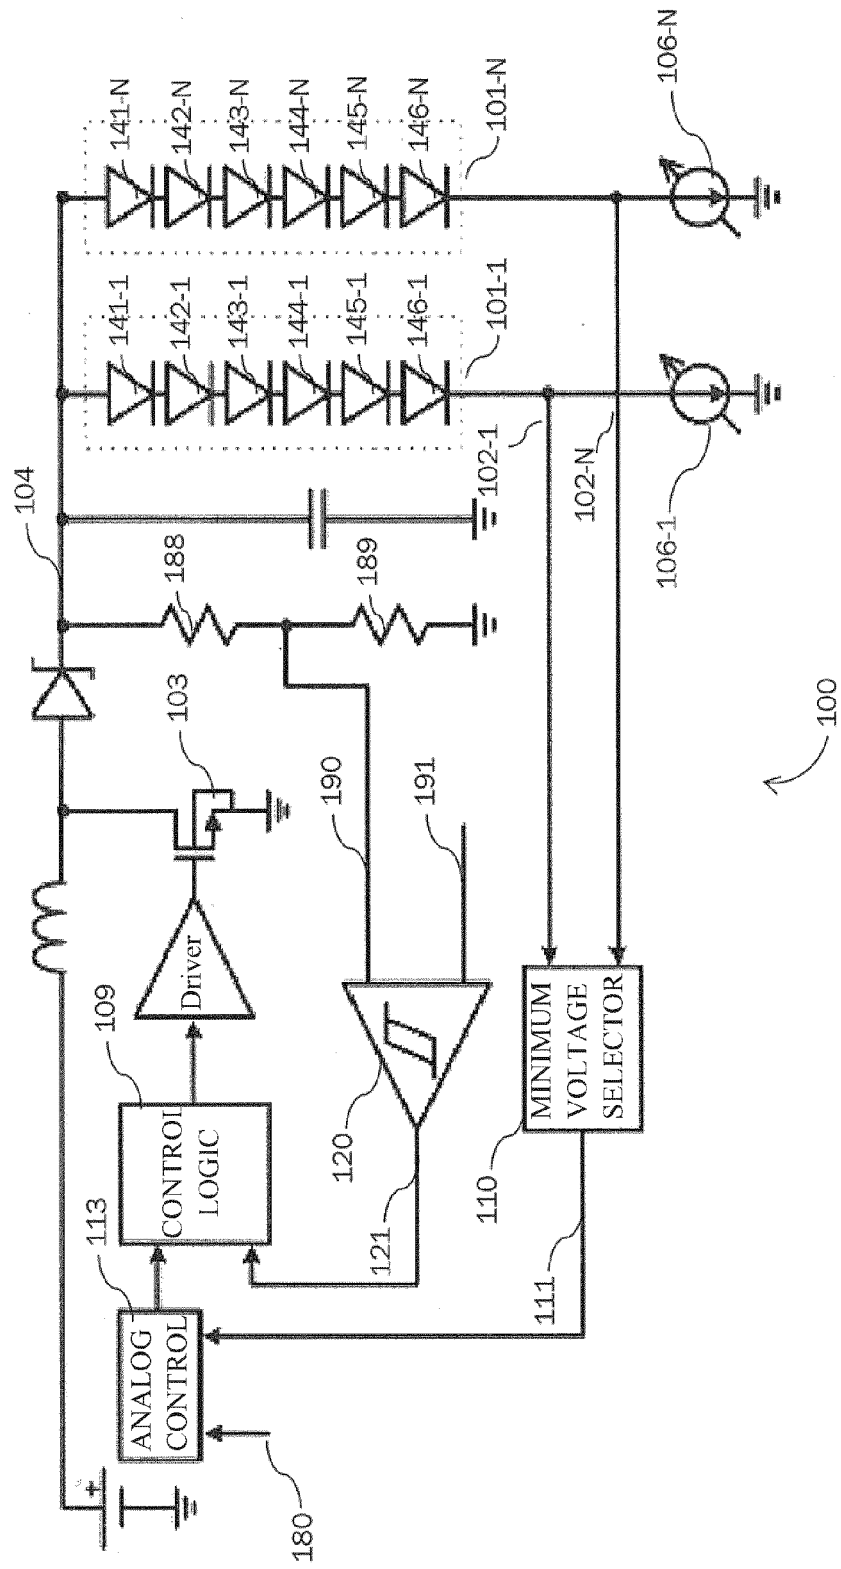 104
188
189
103
190
191
109
Driver
113
CONTROL
LOGIC
120
121
ANALOG
CONTROL
180
+
110
111
MINIMUM
VOLTAGE
SELECTOR
141-1
142-1
143-1
144-1
145-1
146-1
101-1
102-1
106-1
141-N
142-N
143-N
144-N
145-N
146-N
101-N
102-N
106-N
100